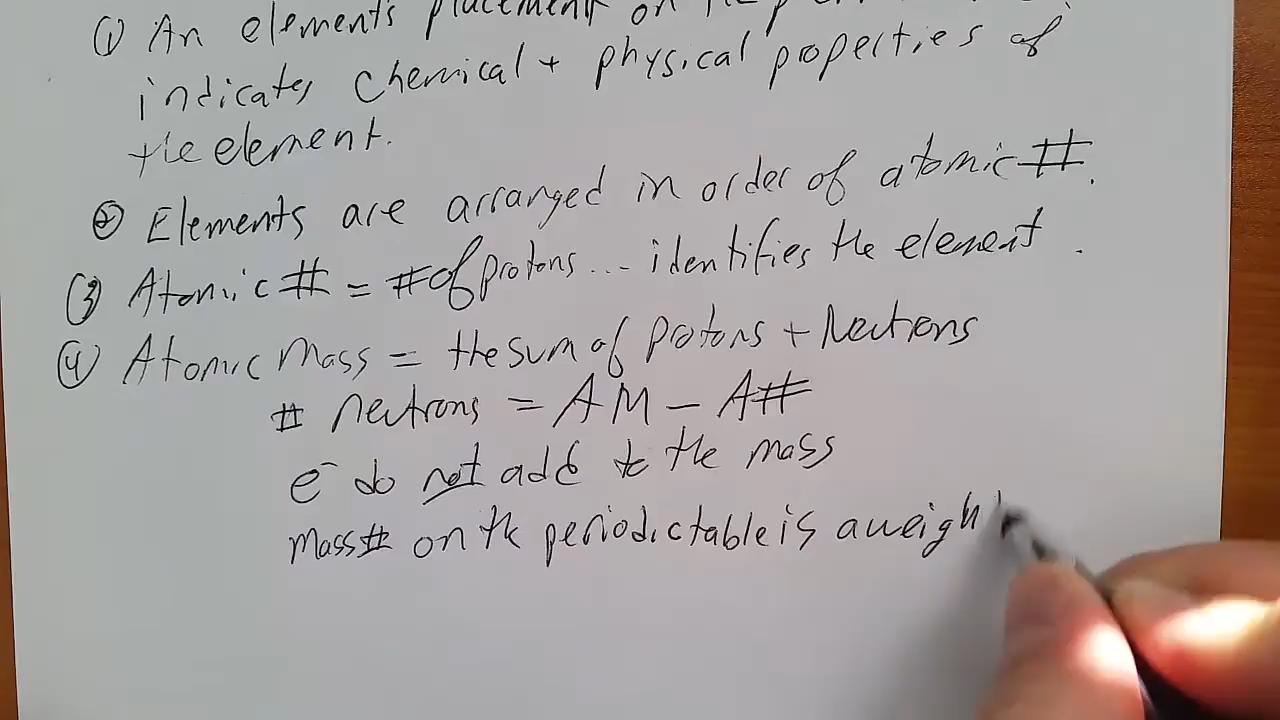 ① An elements placement on the
indicates Chemical + physical properties of
the element.
② Elements are arranged in order of atomic #.
③ Atomic # = # of protons... identifies the element.
④ Atomic Mass = the sum of protons + Neutrons
# neutrons = AM - A#
e⁻ do not add to the mass
Mass# on the periodic table is a weigh